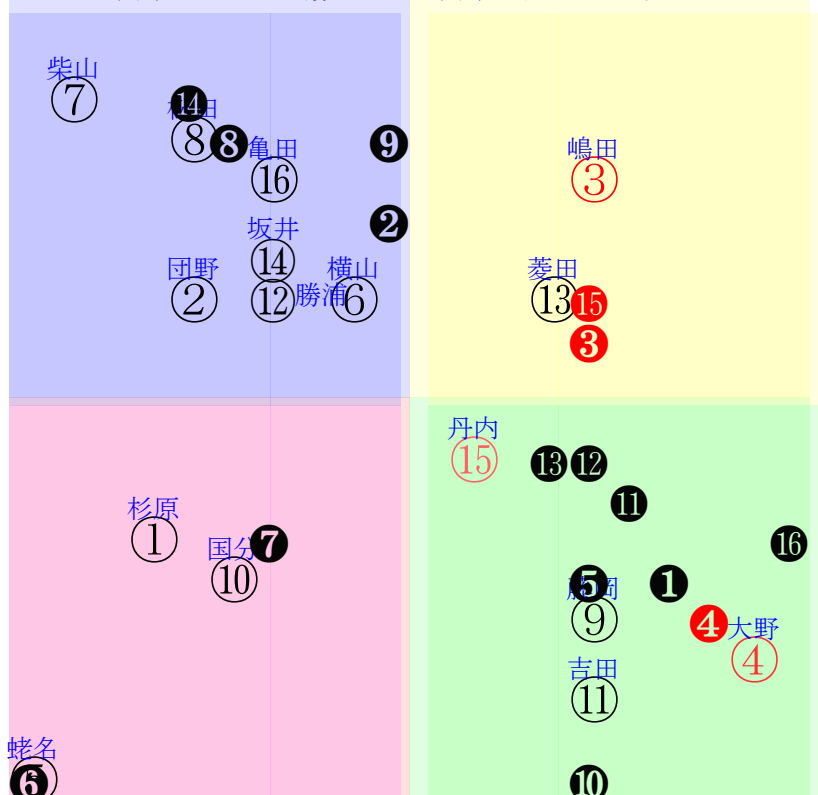 柴山
⑦
⓮
⑧
❽
亀田
⑯
❾
嶋田
③
❷
坂井
⑭
団野
②
⑫
勝浦
横山
⑥
菱田
⑬
⓯
❸
丹内
⑮
⓭
⓬
⓫
杉原
①
国分
❼
⑩
⓰
❺
❶
⑨
❹
大野
④
吉田
⑪
蛯名
❻
❿